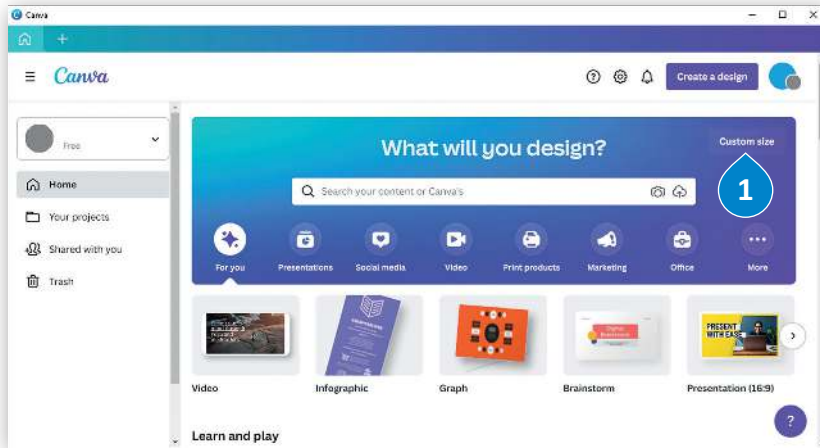 Canva
Canva
Create a design
Free
Home
Your projects
Shared with you
Trash
What will you design?
Custom size
1
Search your content or Canva's
For you
Presentations
Social media
Video
Print products
Marketing
Office
More
PRESENT
WITH EASE
Video
Infographic
Graph
Brainstorm
Presentation (16:9)
?
Learn and play